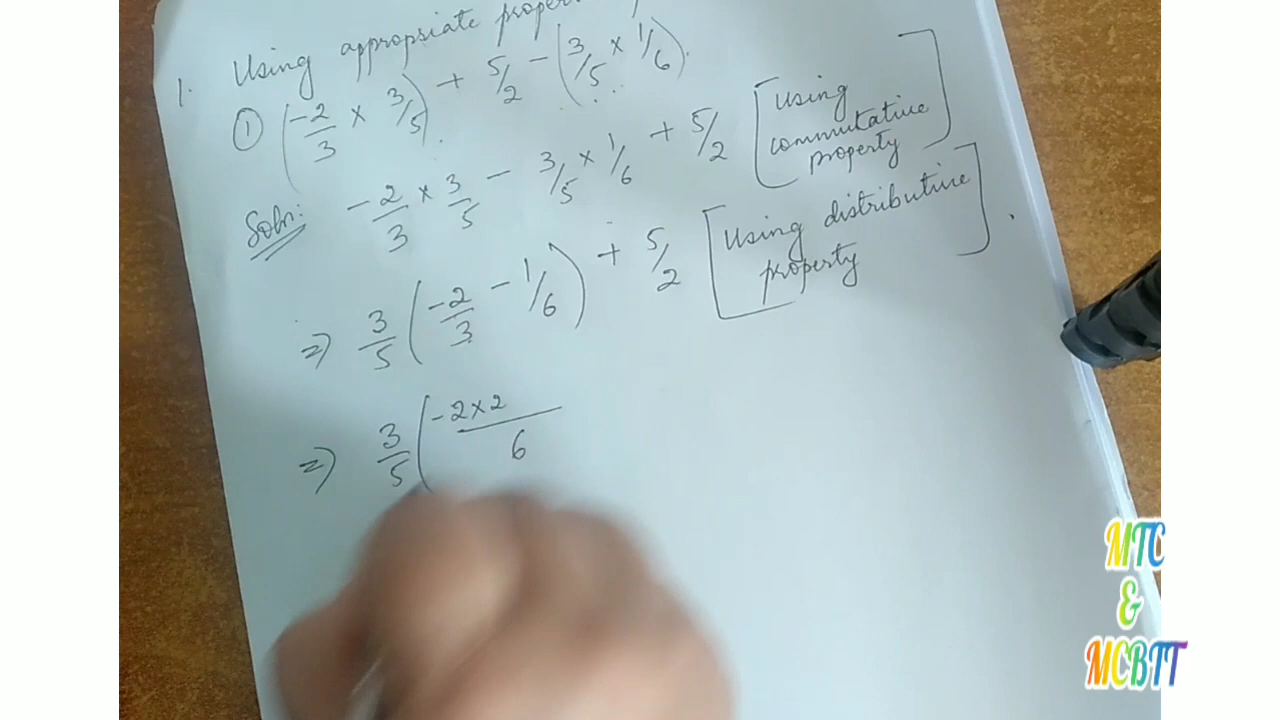 1. Using appropriate
① (-2/3 × 3/5) + 5/2 - (3/5 × 1/6)
Soln: -2/3 × 3/5 - 3/5 × 1/6 + 5/2 [Using commutative property]
⇒ 3/5 (-2/3 - 1/6) + 5/2 [Using distributive property].
⇒ 3/5 (-2×2/6
MTC
&
MCBTT